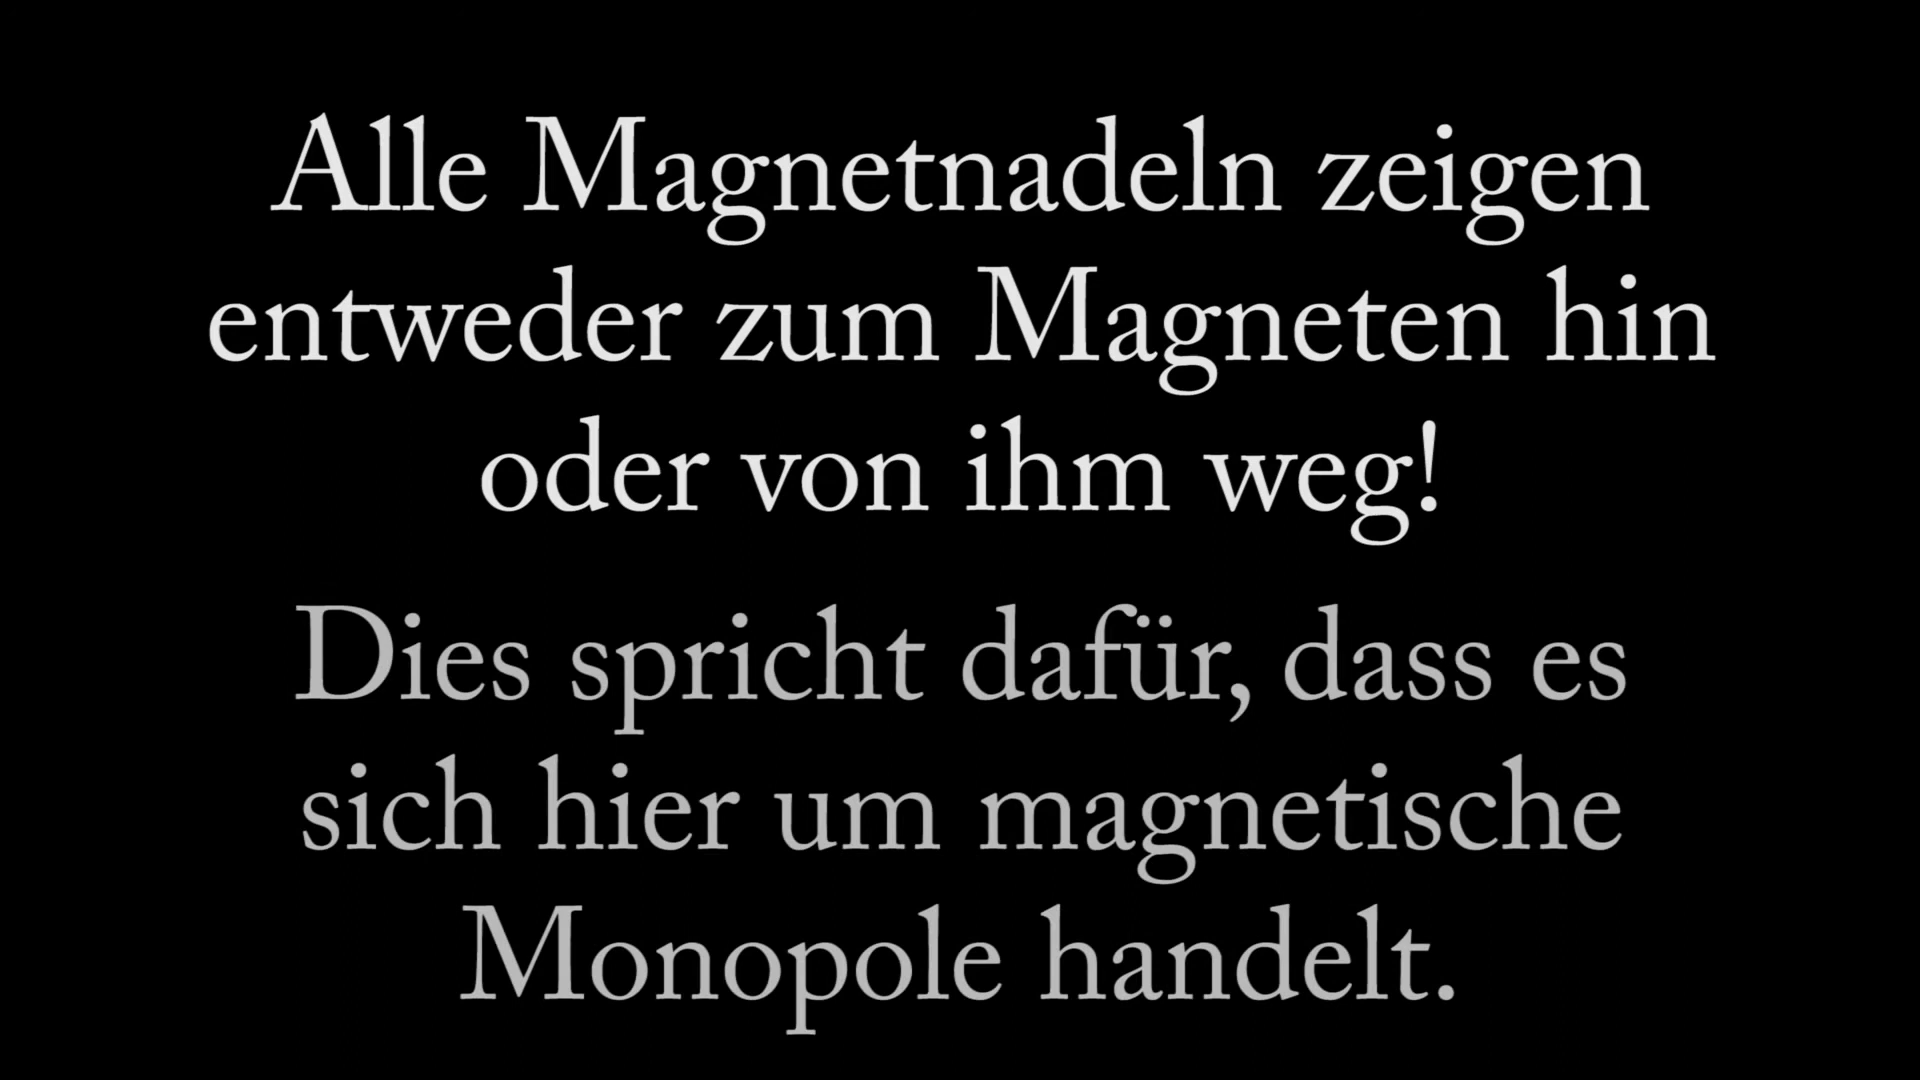 Alle Magnetnadeln zeigen
entweder zum Magneten hin
oder von ihm weg!
Dies spricht dafür, dass es
sich hier um magnetische
Monopole handelt.